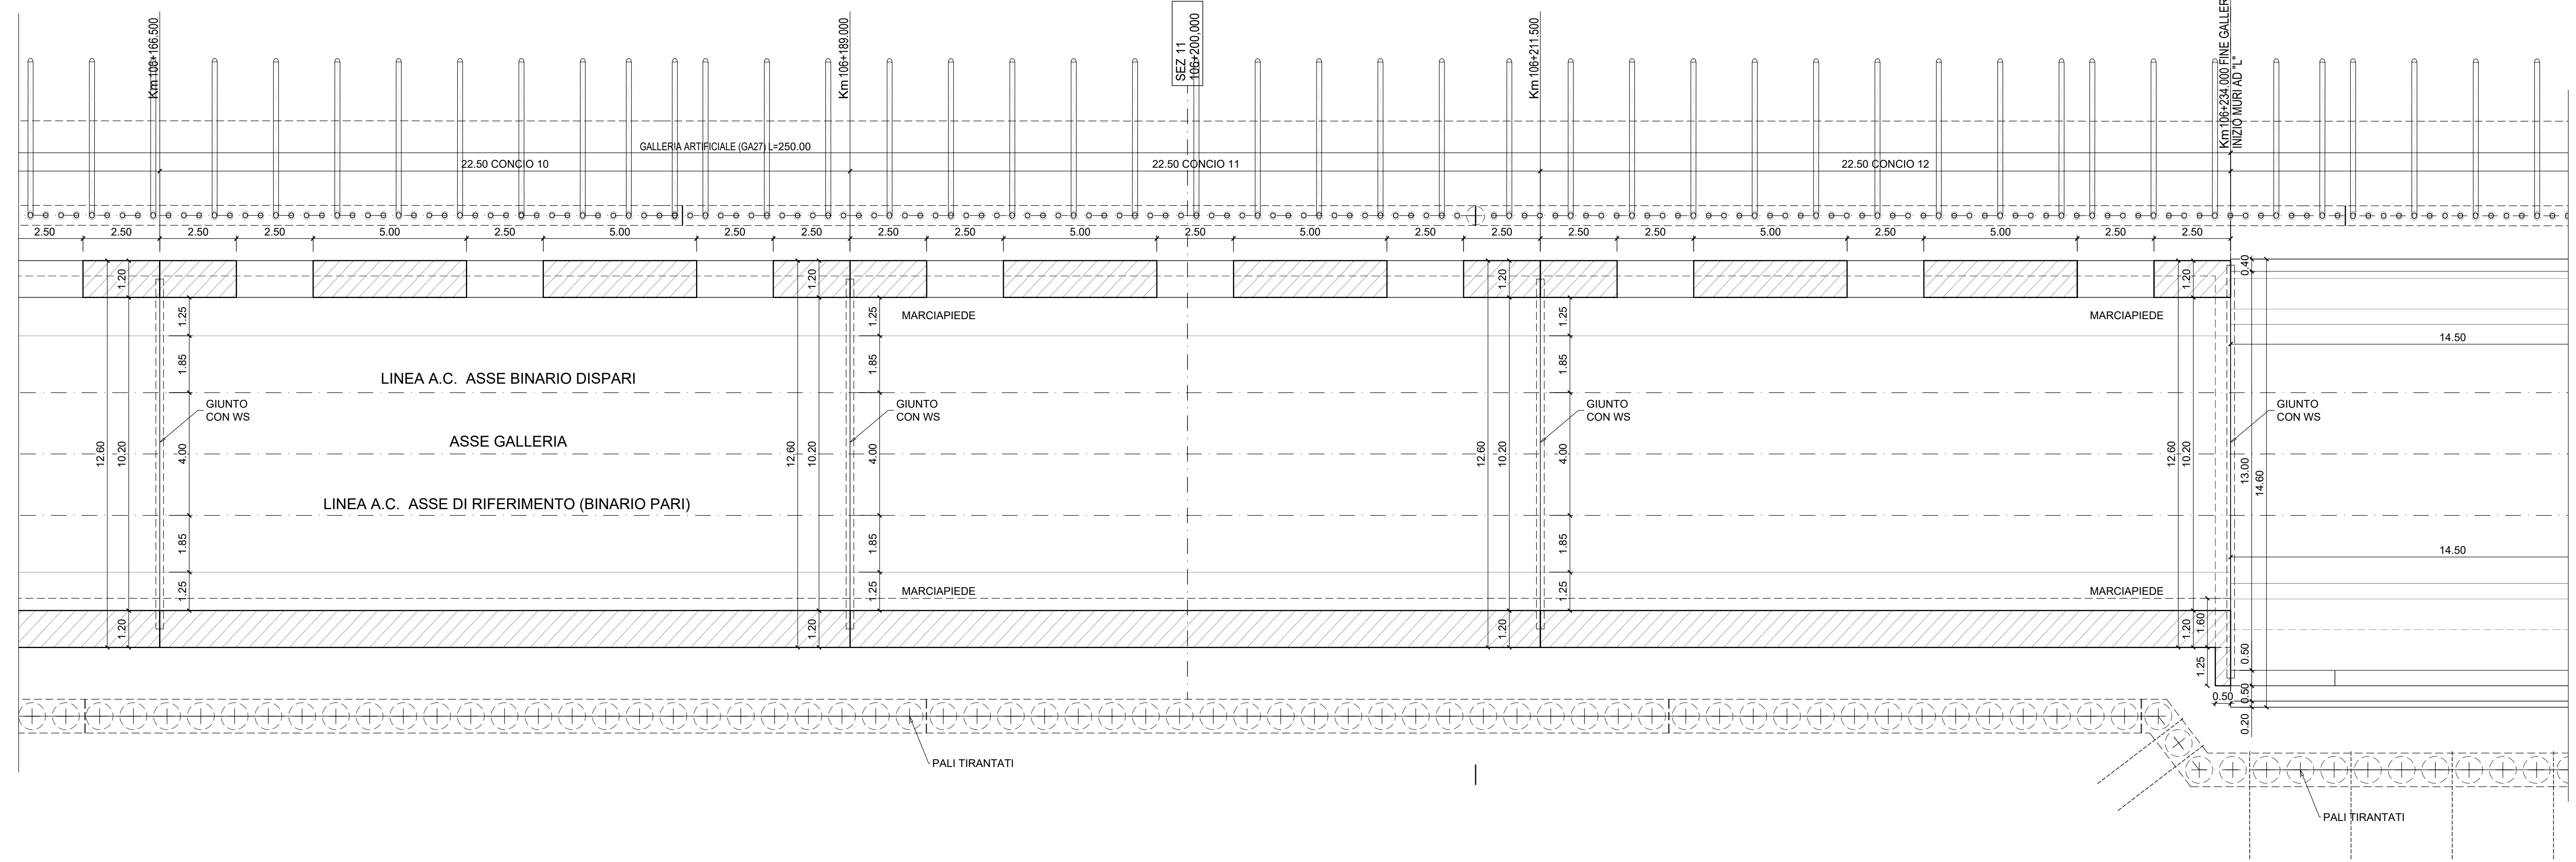 Km 106+166.500
Km 106+189.000
SEZ 11
106+200.000
Km 106+211.500
Km 106+234.000 FINE GALLER
INIZIO MURI AD "L"
GALLERIA ARTIFICIALE (GA27) L=250.00
22.50 CONCIO 10
22.50 CONCIO 11
22.50 CONCIO 12
2.50 2.50 2.50 2.50 5.00 2.50 5.00 2.50 2.50 2.50 2.50 5.00 2.50 5.00 2.50 2.50 2.50 2.50 5.00 2.50 5.00 2.50 2.50
1.20 1.20 1.20 1.20 0.40
1.25 1.25 1.25
MARCIAPIEDE MARCIAPIEDE
14.50
1.85 1.85 1.85
LINEA A.C. ASSE BINARIO DISPARI
GIUNTO
CON WS
GIUNTO
CON WS
GIUNTO
CON WS
GIUNTO
CON WS
ASSE GALLERIA
12.60 10.20 4.00 12.60 10.20 4.00 12.60 10.20 4.00 12.60 10.20 13.00 14.60
LINEA A.C. ASSE DI RIFERIMENTO (BINARIO PARI)
1.85 1.85 1.85
14.50
1.25 1.25 1.25
MARCIAPIEDE MARCIAPIEDE
1.20 1.20 1.20 1.20 1.60
1.25 0.50
0.50 0.50
0.20
PALI TIRANTATI
PALI TIRANTATI